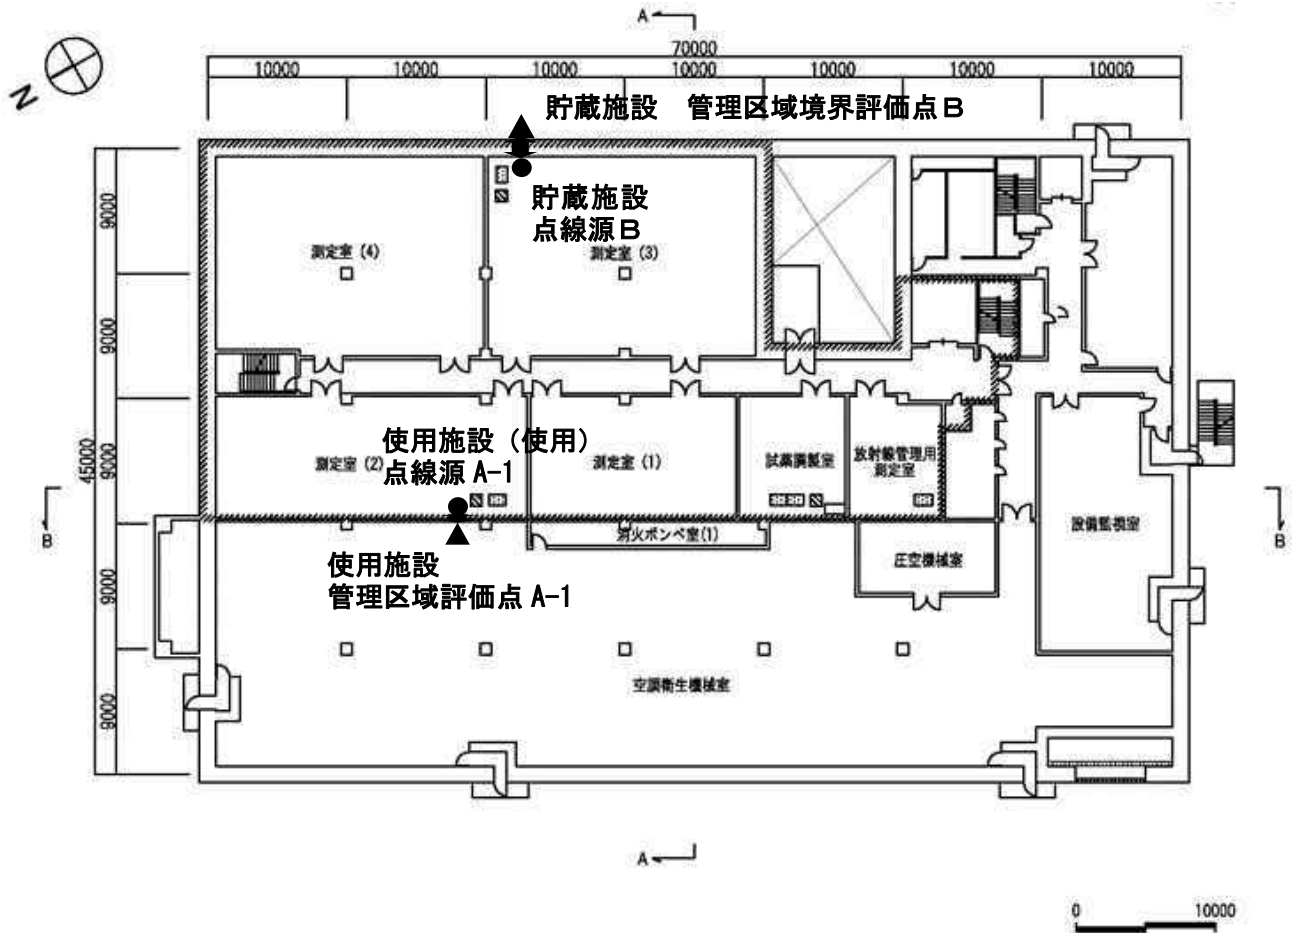 A
70000
10000
10000
10000
10000
10000
10000
10000
N
貯蔵施設 管理区域境界評価点B
貯蔵施設
点線源B
9000
9000
9000
9000
9000
45000
測定室 (4)
測定室 (3)
使用施設（使用）
点線源 A-1
測定室 (2)
測定室 (1)
試薬調製室
放射線管理用
測定室
消火ボンベ室(1)
圧空機械室
設備監視室
B
B
使用施設
管理区域評価点 A-1
空調衛生機械室
A
0
10000